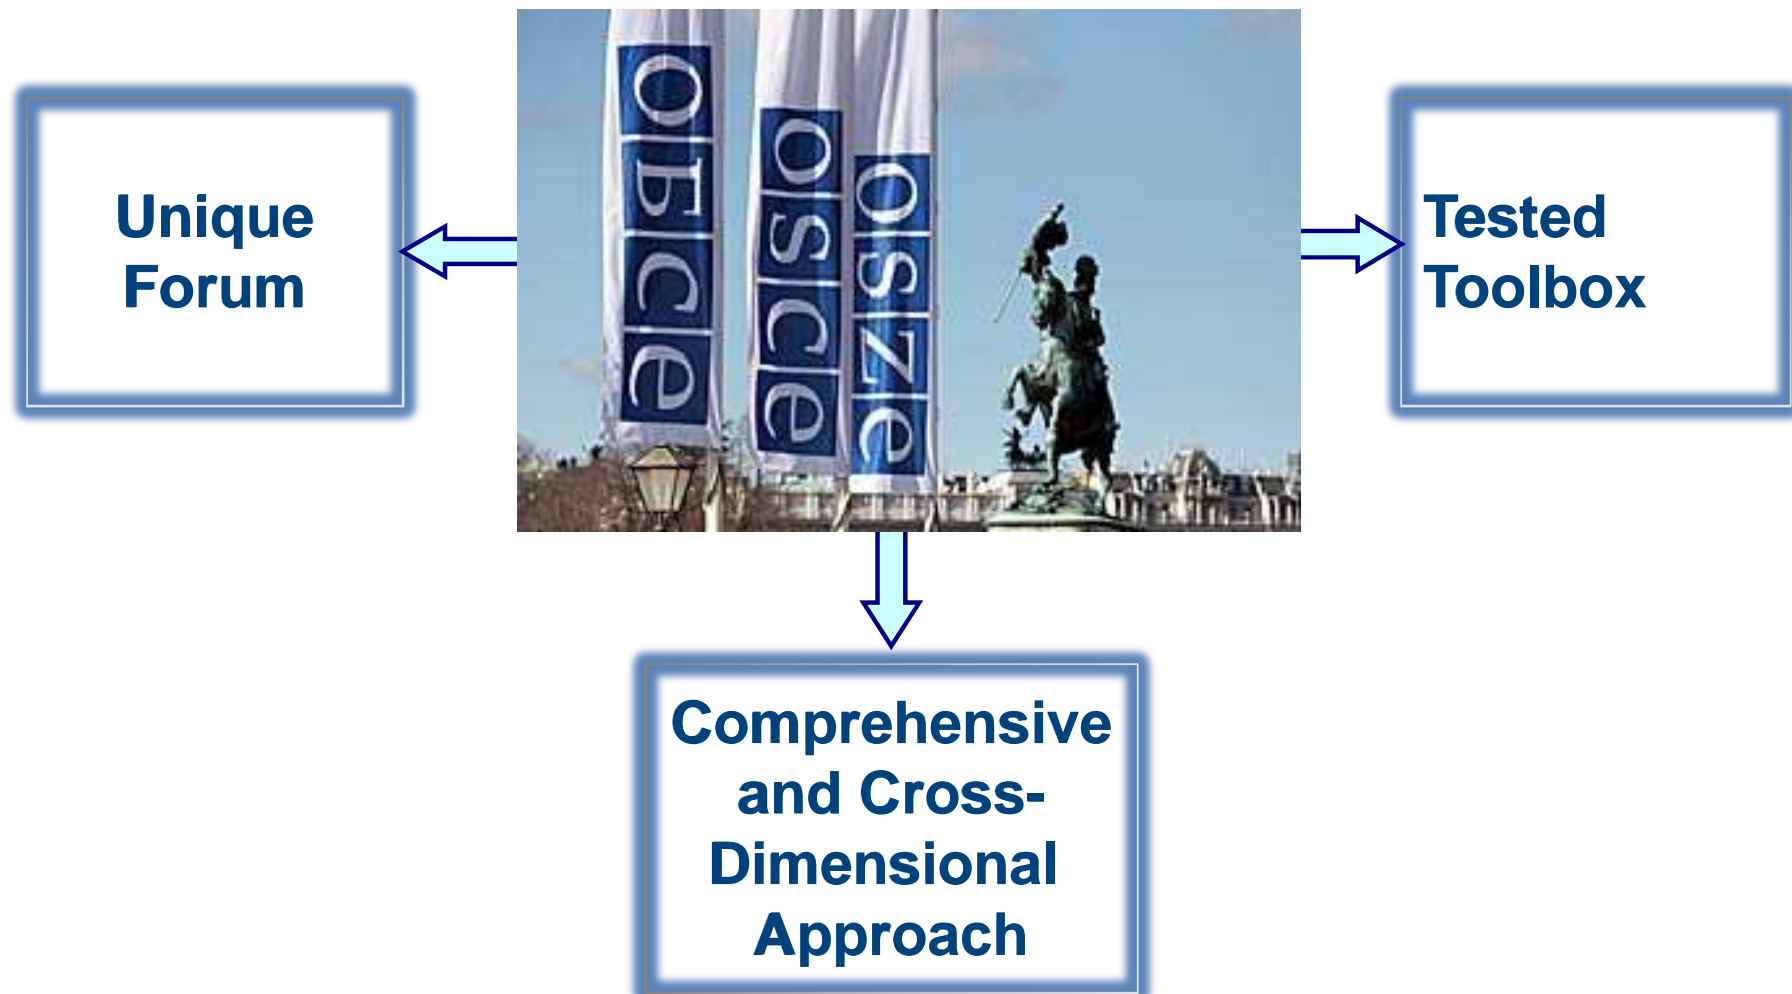 Unique
Forum
ОБСЕ
OSCE
OSZE
Tested
Toolbox
Comprehensive
and Cross-
Dimensional
Approach